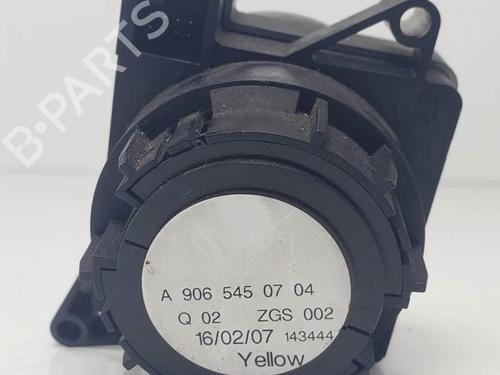 B-PARTS
A 906 545 07 04
Q 02 ZGS 002
16/02/07 143444
Yellow